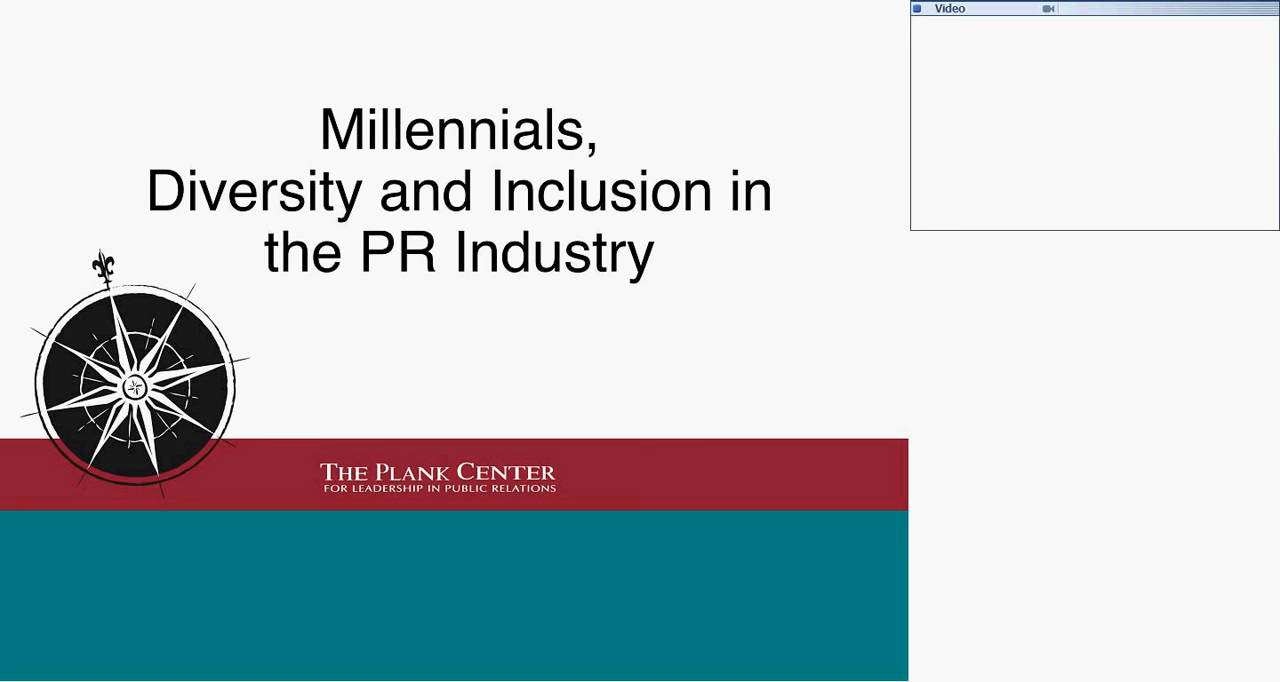 Video
Millennials,
Diversity and Inclusion in
the PR Industry
THE PLANK CENTER
FOR LEADERSHIP IN PUBLIC RELATIONS